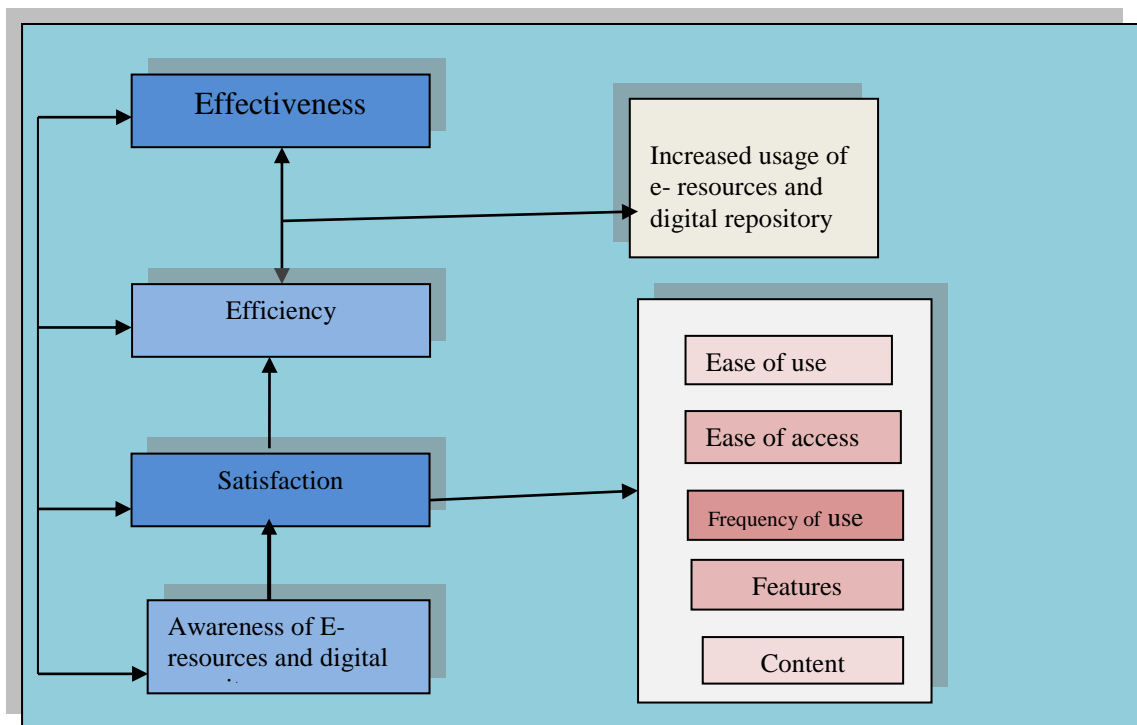 Effectiveness
Increased usage of
e- resources and
digital repository
Efficiency
Ease of use
Ease of access
Satisfaction
Frequency of use
Features
Awareness of E-
resources and digital
Content